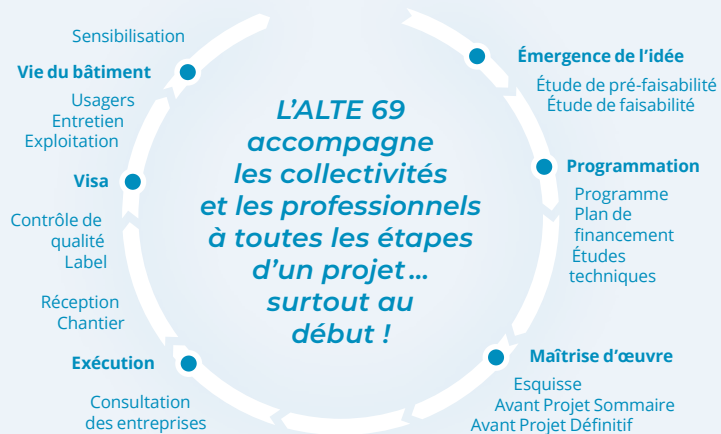 L'ALTE 69
accompagne
les collectivités
et les professionnels
à toutes les étapes
d'un projet...
surtout au
début !
Émergence de l'idée
Étude de pré-faisabilité
Étude de faisabilité
Programmation
Programme
Plan de
financement
Études
techniques
Maîtrise d'œuvre
Esquisse
Avant Projet Sommaire
Avant Projet Définitif
Consultation
des entreprises
Exécution
Réception
Chantier
Contrôle de
qualité
Label
Visa
Usagers
Entretien
Exploitation
Vie du bâtiment
Sensibilisation